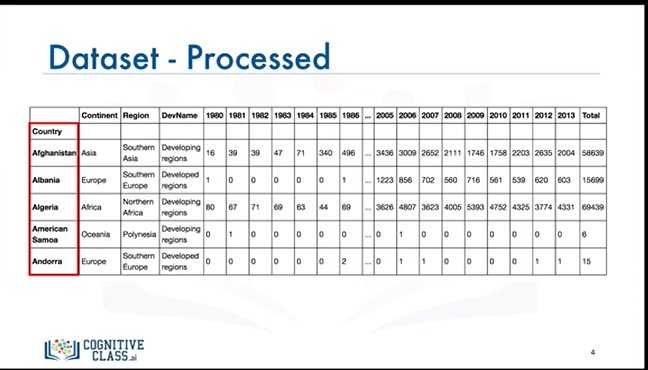 Dataset - Processed
Continent Region DevName 1980 1981 1982 1983 1984 1985 1986 ... 2005 2006 2007 2008 2009 2010 2011 2012 2013 Total
Country
Afghanistan Asia Southern Asia Developing regions 16 39 39 47 71 340 496 ... 3436 3009 2652 2111 1746 1758 2203 2635 2004 58639
Albania Europe Southern Europe Developed regions 1 0 0 0 0 0 1 ... 1223 856 702 560 716 561 539 620 603 15699
Algeria Africa Northern Africa Developing regions 80 67 71 69 63 44 69 ... 3626 4807 3623 4005 5393 4752 4325 3774 4331 69439
American Samoa Oceania Polynesia Developing regions 0 1 0 0 0 0 0 ... 0 1 0 0 0 0 0 0 0 6
Andorra Europe Southern Europe Developed regions 0 0 0 0 0 0 2 ... 0 1 1 0 0 0 0 1 1 15
COGNITIVE
CLASS.ai
4